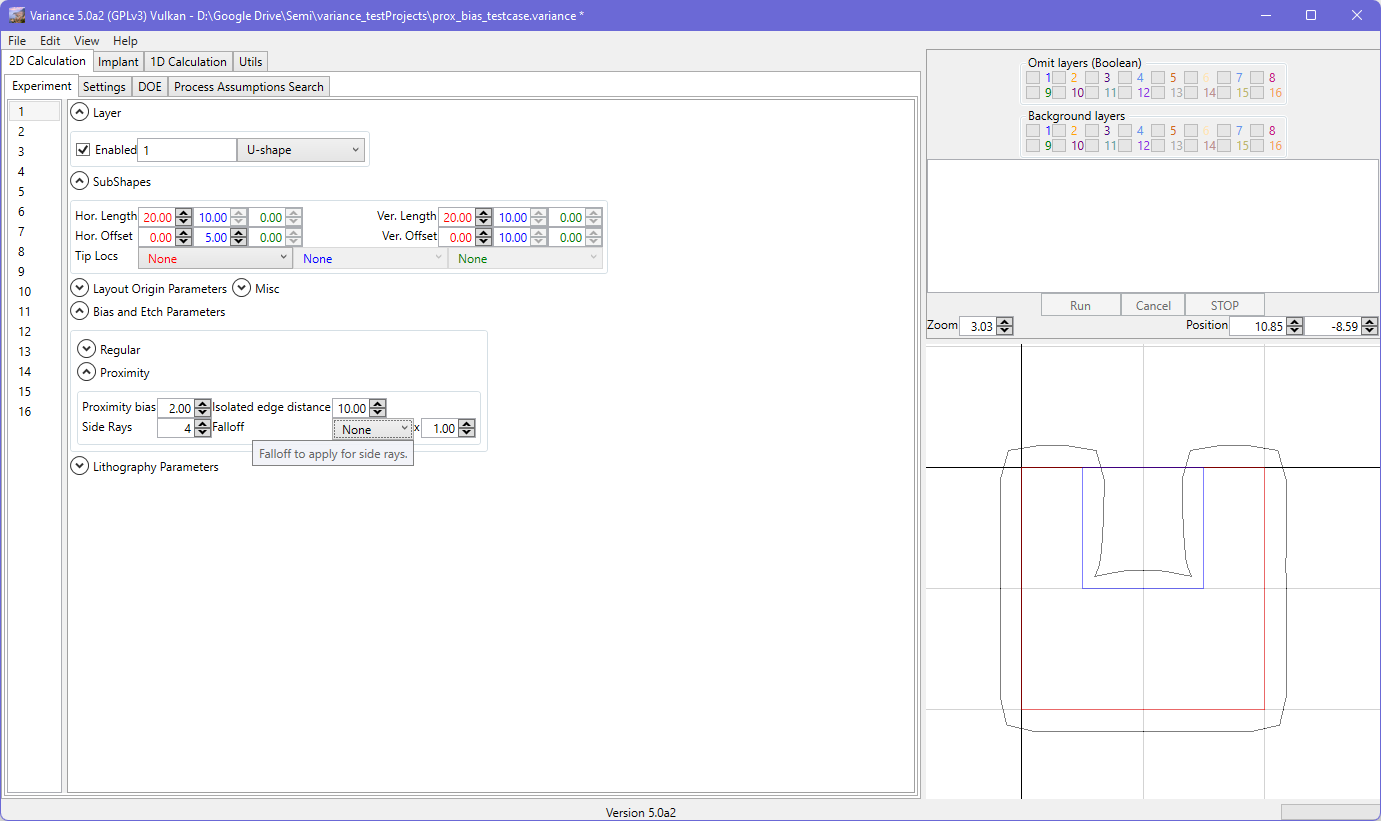 Variance 5.0a2 (GPLv3) Vulkan - D:\Google Drive\Semi\variance_testProjects\prox_bias_testcase.variance *
File Edit View Help
2D Calculation Implant 1D Calculation Utils
Experiment Settings DOE Process Assumptions Search
1
2
3
4
5
6
7
8
9
10
11
12
13
14
15
16
Layer
Enabled 1 U-shape
SubShapes
Hor. Length 20.00 10.00 0.00 Ver. Length 20.00 10.00 0.00
Hor. Offset 0.00 5.00 0.00 Ver. Offset 0.00 10.00 0.00
Tip Locs None None None
Layout Origin Parameters Misc
Bias and Etch Parameters
Regular
Proximity
Proximity bias 2.00 Isolated edge distance 10.00
Side Rays 4 Falloff None x 1.00
Falloff to apply for side rays.
Lithography Parameters
Omit layers (Boolean)
1 2 3 4 5 6 7 8
9 10 11 12 13 14 15 16
Background layers
1 2 3 4 5 6 7 8
9 10 11 12 13 14 15 16
Run Cancel STOP
Zoom 3.03 Position 10.85 -8.59
Version 5.0a2